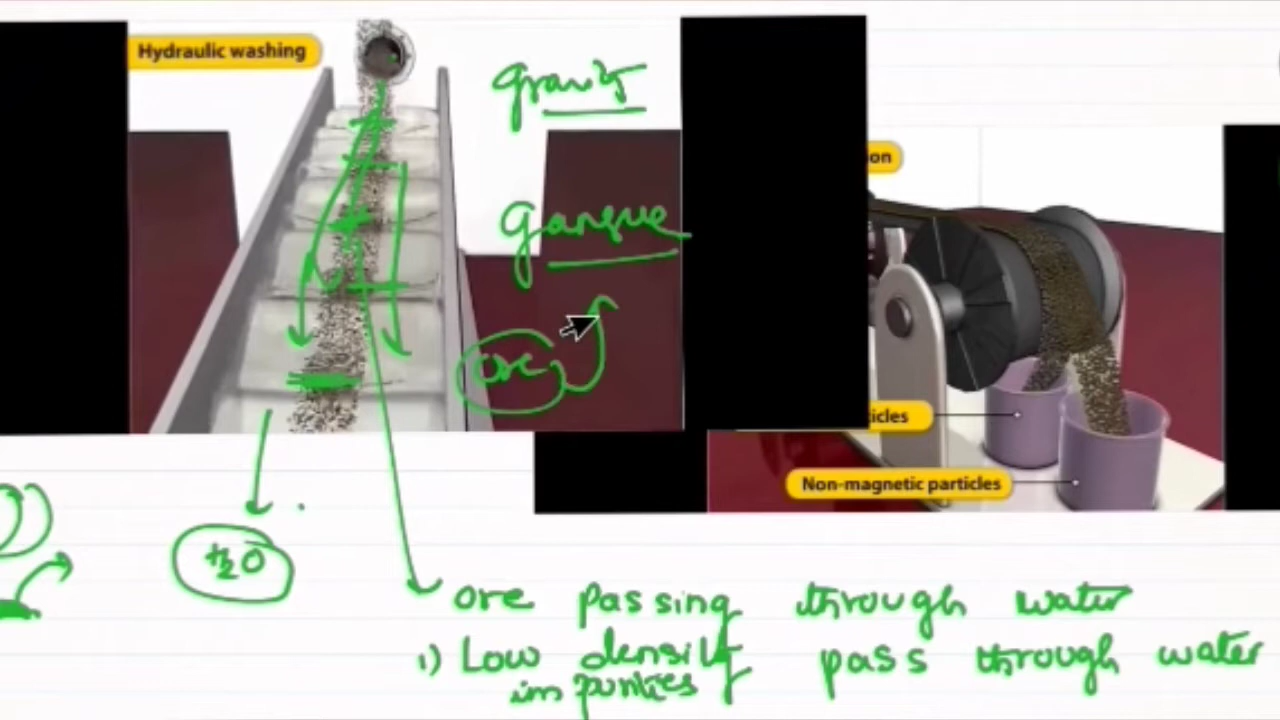 Hydraulic washing
gravity
gangue
on
ore
icles
Non-magnetic particles
H2O
ore passing through water
1) Low density pass through water
impurities